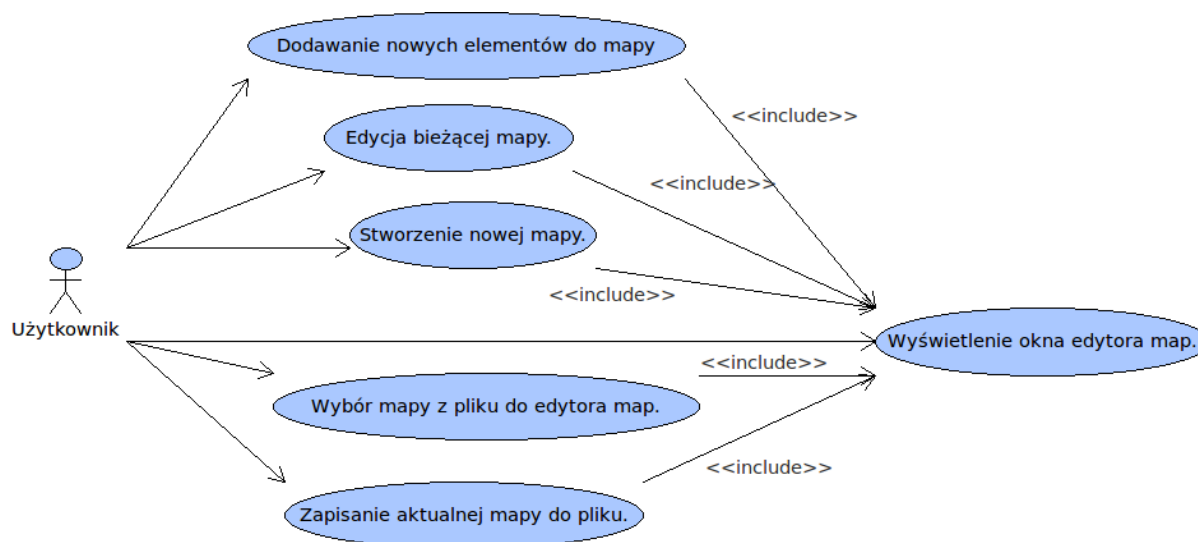 Dodawanie nowych elementów do mapy
<<include>>
Edycja bieżącej mapy.
<<include>>
Stworzenie nowej mapy.
<<include>>
Użytkownik
Wyświetlenie okna edytora map.
<<include>>
Wybór mapy z pliku do edytora map.
<<include>>
Zapisanie aktualnej mapy do pliku.